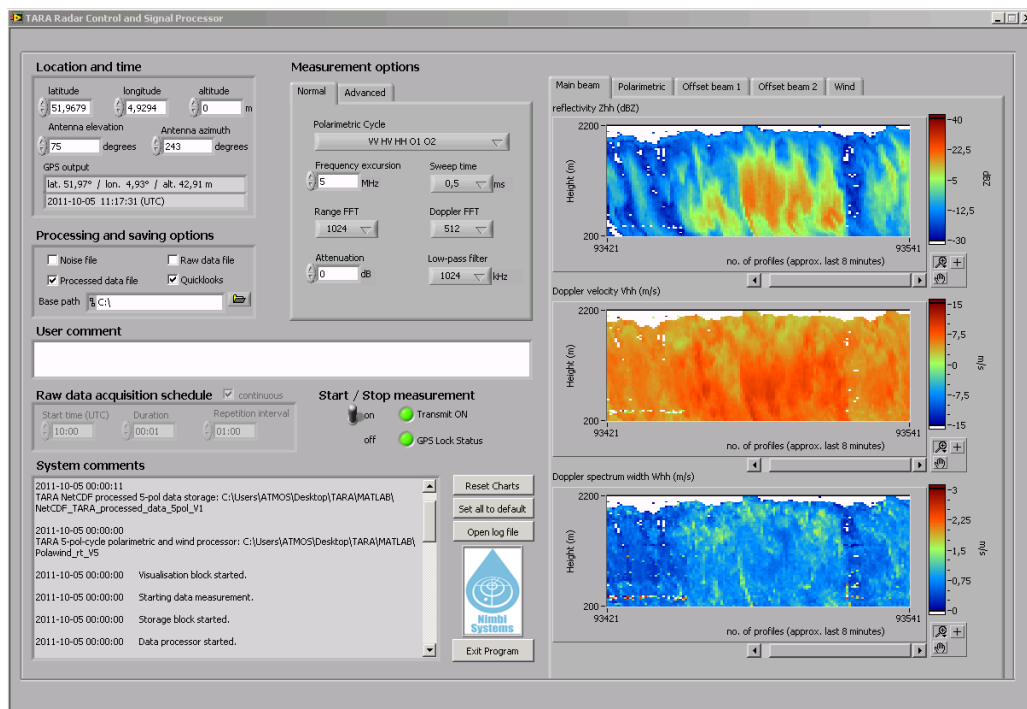 TARA Radar Control and Signal Processor
Location and time
latitude longitude altitude
51,9679 4,9294 0 m
Antenna elevation Antenna azimuth
75 degrees 243 degrees
GPS output
lat. 51,97° / lon. 4,93° / alt. 42,91 m
2011-10-05 11:17:31 (UTC)
Processing and saving options
Noise file Raw data file
Processed data file Quicklooks
Base path C:\
Measurement options
Normal Advanced
Polarimetric Cycle
VV HV HH O1 O2
Frequency excursion Sweep time
5 MHz 0,5 ms
Range FFT Doppler FFT
1024 512
Attenuation Low-pass filter
0 dB 1024 kHz
User comment
Raw data acquisition schedule continuous
Start time (UTC) Duration Repetition interval
10:00 00:01 01:00
Start / Stop measurement
on Transmit ON
off GPS Lock Status
System comments
2011-10-05 00:00:11
TARA NetCDF processed 5-pol data storage: C:\Users\ATMOS\Desktop\TARA\MATLAB\
NetCDF_TARA_processed_data_5pol_V1
2011-10-05 00:00:00
TARA 5-pol-cycle polarimetric and wind processor: C:\Users\ATMOS\Desktop\TARA\MATLAB\
Polawind_rt_V5
2011-10-05 00:00:00 Visualisation block started.
2011-10-05 00:00:00 Starting data measurement.
2011-10-05 00:00:00 Storage block started.
2011-10-05 00:00:00 Data processor started.
Reset Charts
Set all to default
Open log file
Nimbi
Systems
Exit Program
Main beam Polarimetric Offset beam 1 Offset beam 2 Wind
reflectivity Zhh (dBZ)
2200
Height (m)
200
93421 93541
no. of profiles (approx. last 8 minutes)
40
22,5
5
-12,5
-30
dBZ
Doppler velocity Vhh (m/s)
2200
Height (m)
200
93421 93541
no. of profiles (approx. last 8 minutes)
15
7,5
0
-7,5
-15
m/s
Doppler spectrum width Whh (m/s)
2200
Height (m)
200
93421 93541
no. of profiles (approx. last 8 minutes)
3
2,25
1,5
0,75
0
m/s